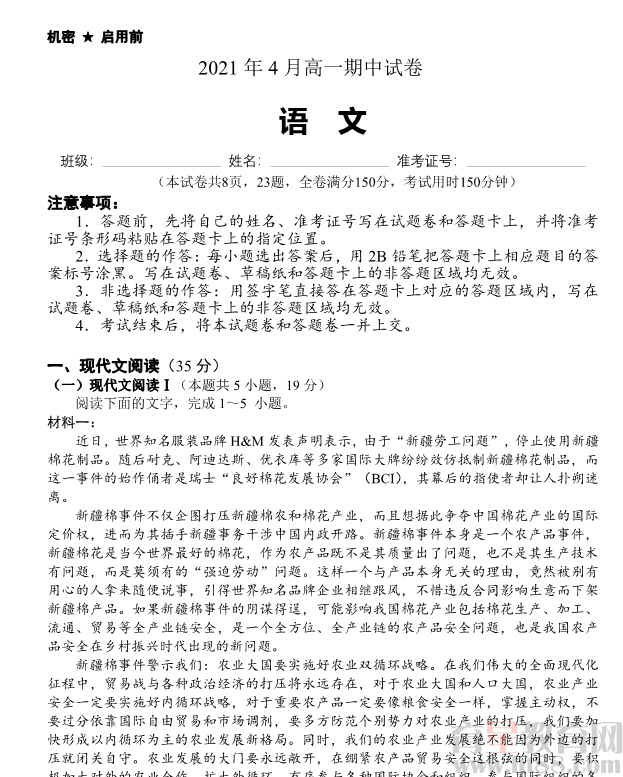 机密 ★ 启用前
2021 年 4 月高一期中试卷
语 文
班级： 姓名： 准考证号：
（本试卷共8页，23题，全卷满分150分，考试用时150分钟）
注意事项：
1．答题前，先将自己的姓名、准考证号写在试题卷和答题卡上，并将准考
证号条形码粘贴在答题卡上的指定位置。
2．选择题的作答：每小题选出答案后，用 2B 铅笔把答题卡上相应题目的答
案标号涂黑。写在试题卷、草稿纸和答题卡上的非答题区域均无效。
3．非选择题的作答：用签字笔直接答在答题卡上对应的答题区域内，写在
试题卷、草稿纸和答题卡上的非答题区域均无效。
4．考试结束后，将本试题卷和答题卷一并上交。
一、现代文阅读（35 分）
（一）现代文阅读Ⅰ（本题共 5 小题，19 分）
阅读下面的文字，完成 1～5 小题。
材料一：
近日，世界知名服装品牌 H&M 发表声明表示，由于“新疆劳工问题”，停止使用新疆
棉花制品。随后耐克、阿迪达斯、优衣库等多家国际大牌纷纷效仿抵制新疆棉花制品，而
这一事件的始作俑者是瑞士“良好棉花发展协会”（BCI），其幕后的指使者却让人扑朔迷
离。
新疆棉事件不仅企图打压新疆棉农和棉花产业，而且想据此争夺中国棉花产业的国际
定价权，进而为其插手新疆事务干涉中国内政开路。新疆棉事件本身是一个农产品事件，
新疆棉花是当今世界最好的棉花，作为农产品既不是其质量出了问题，也不是其生产技术
有问题，而是莫须有的“强迫劳动”问题。这样一个与产品本身无关的理由，竟然被别有
用心的人拿来随便说事，引得世界知名品牌企业相继跟风，不惜违反合同影响生意而下架
新疆棉产品。如果新疆棉事件的阴谋得逞，可能影响我国棉花产业包括棉花生产、加工、
流通、贸易等全产业链安全，是一个全方位、全产业链的农产品安全问题，也是我国农产
品安全在乡村振兴时代出现的新问题。
新疆棉事件警示我们：农业大国要实施好农业双循环战略。在我们伟大的全面现代化
征程中，贸易战与各种政治经济的打压将永远存在，对于农业大国和人口大国，农业产业
安全一定要实施好内循环战略，对于重要农产品一定要像粮食安全一样，掌握主动权，不
要过分依靠国际自由贸易和市场调剂，要多方防范个别势力对农业产业的打压，我们要加
快形成以内循环为主的农业发展新格局。同时，我们的农业产业发展绝不能因为外边的打
压就闭关自守。农业发展的大门要永远敞开，在绷紧农产品贸易安全这根弦的同时，要积